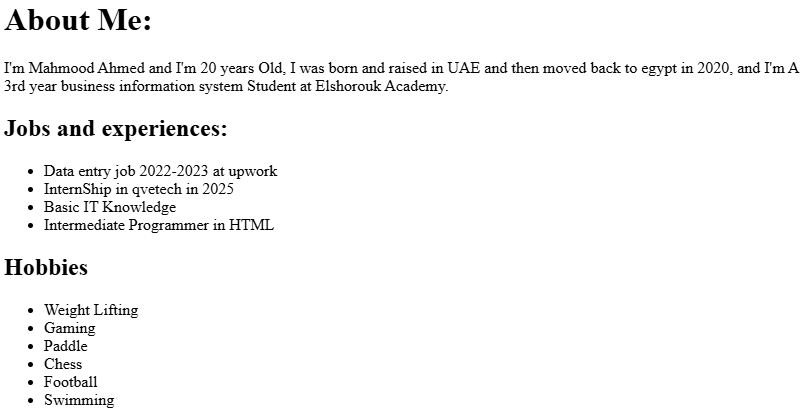 About Me:
I'm Mahmood Ahmed and I'm 20 years Old, I was born and raised in UAE and then moved back to egypt in 2020, and I'm A
3rd year business information system Student at Elshorouk Academy.
Jobs and experiences:
• Data entry job 2022-2023 at upwork
• InternShip in qvetech in 2025
• Basic IT Knowledge
• Intermediate Programmer in HTML
Hobbies
• Weight Lifting
• Gaming
• Paddle
• Chess
• Football
• Swimming